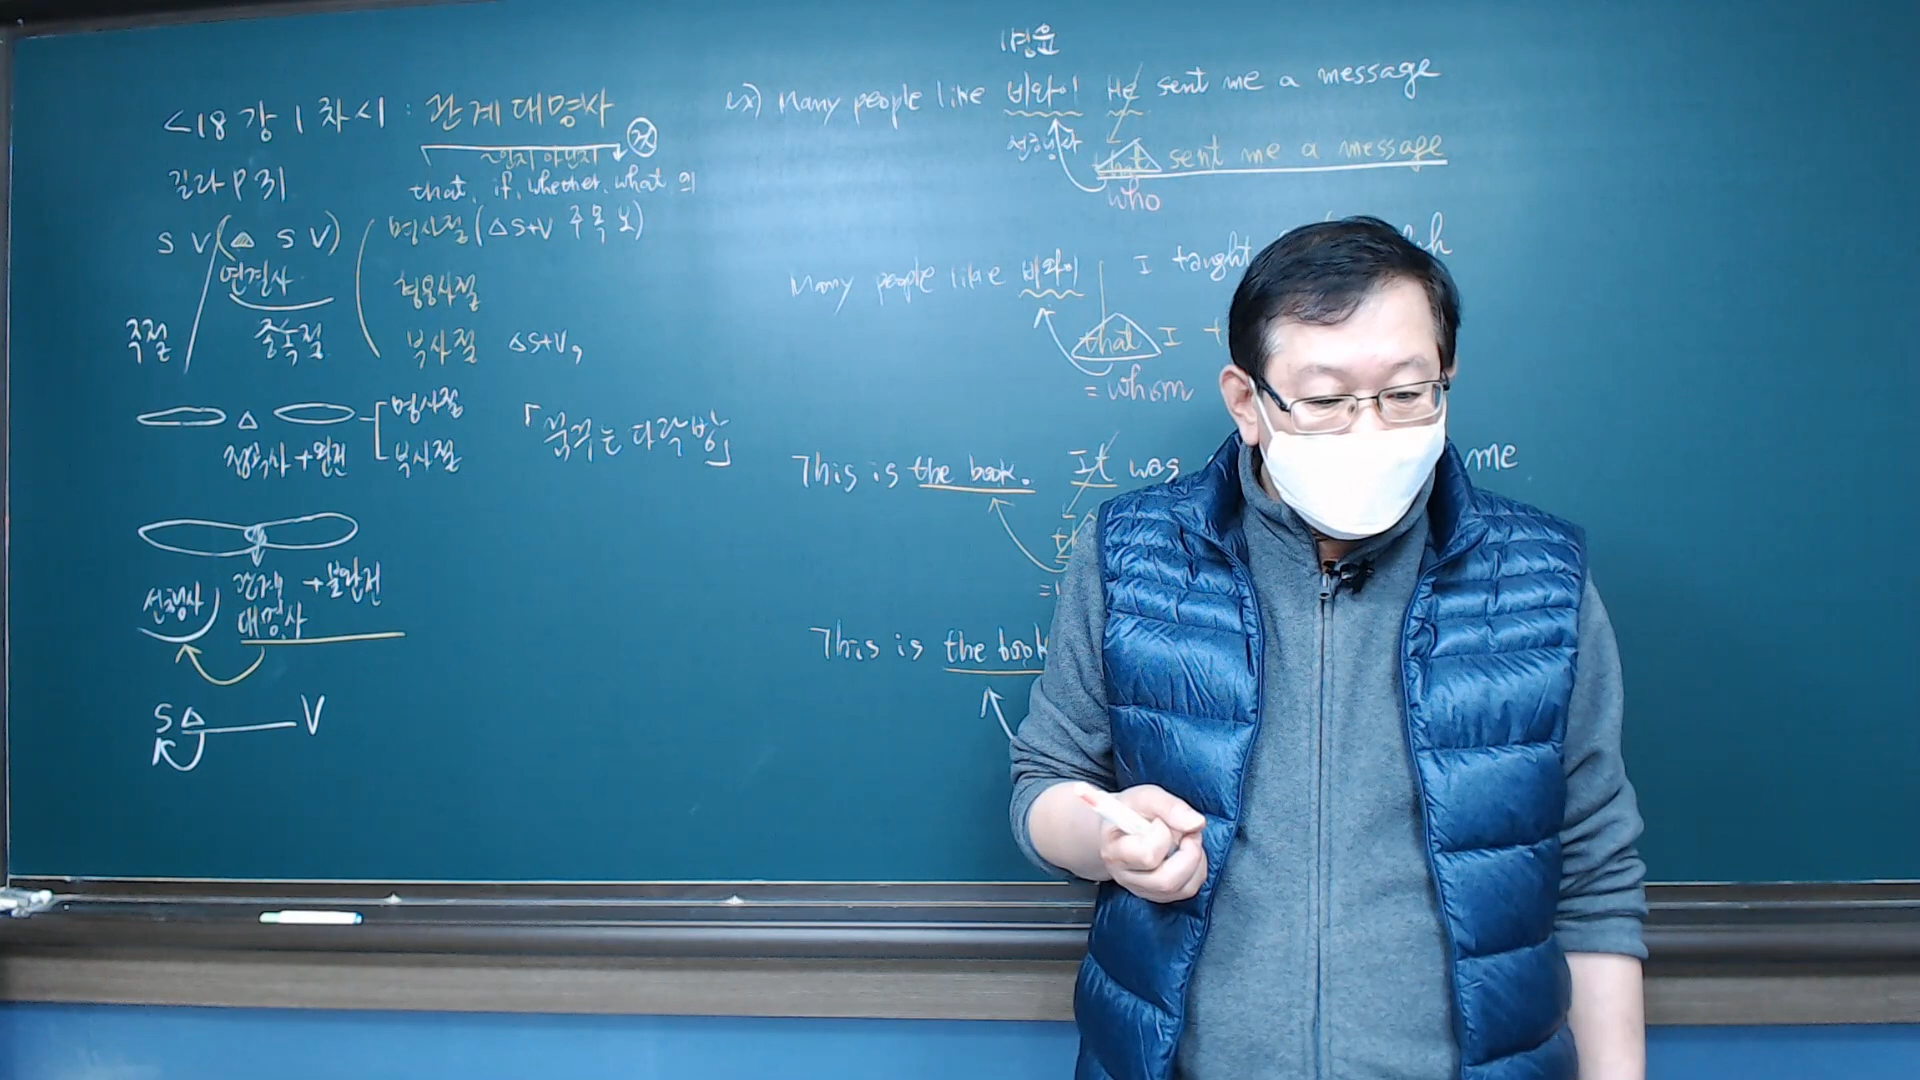 <18강 1차시 : 관계대명사
길라 P 31
~인지 아닌지
that, if, whether, what 의
S V (△ S V)
연결사
주절
종속절
명사절 (△S+V 주 목 보)
형용사절
부사절 △S+V,
△
접속사 + 완전
명사절
부사절
「꿈꾸는 다락방」
선행사
관계
대명사
+ 불완전
S △ V
ex) Many people like 비와이 He sent me a message
선행사
that sent me a message
who
Many people like 비와이 I taught
that I t
= whom
This is the book. It was me
This is the book